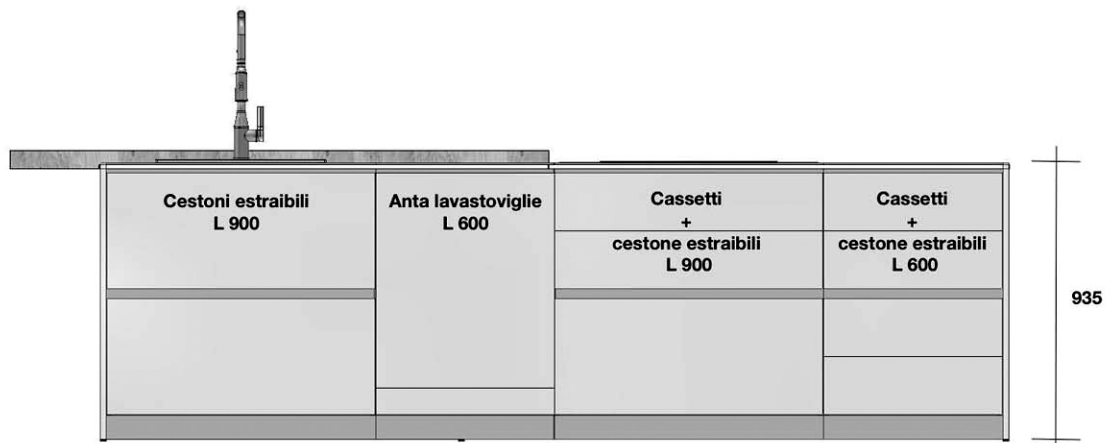 Cestoni estraibili
L 900
Anta lavastoviglie
L 600
Cassetti
+
cestone estraibili
L 900
Cassetti
+
cestone estraibili
L 600
935